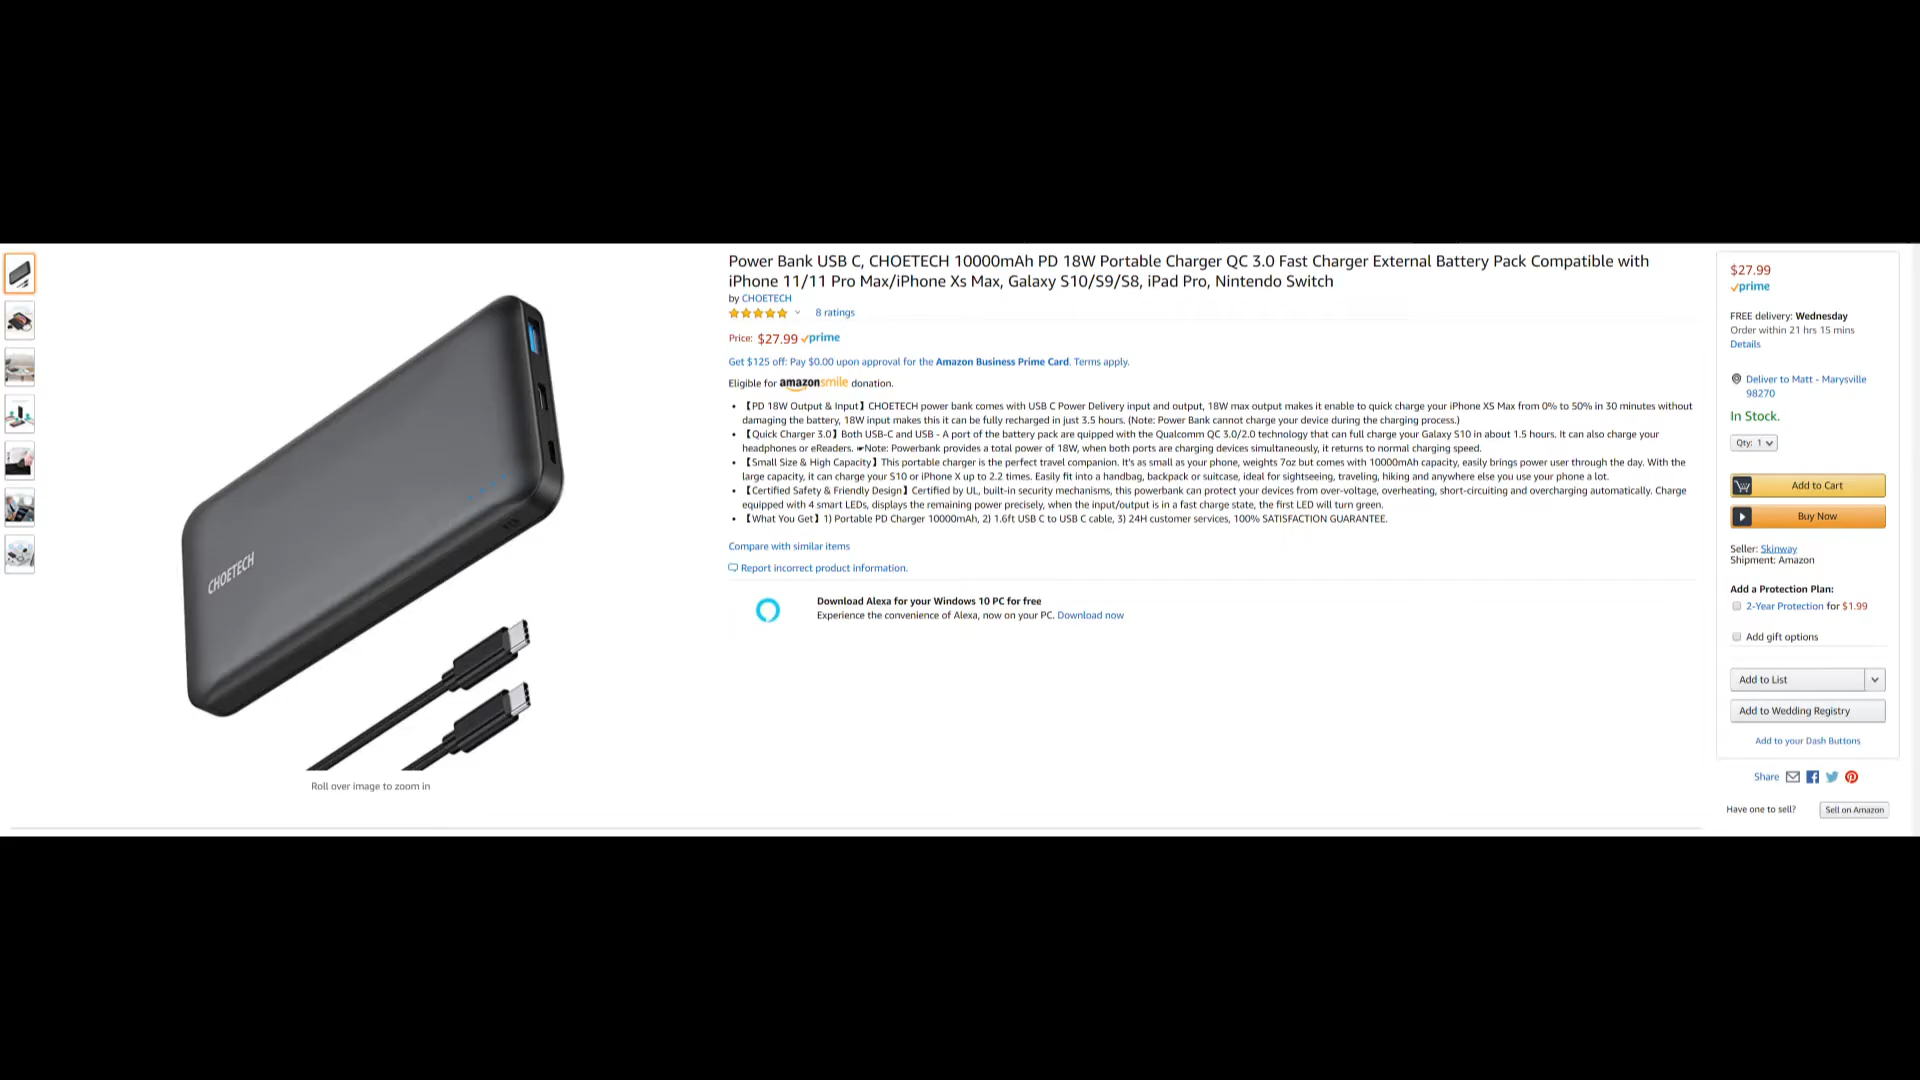 Power Bank USB C, CHOETECH 10000mAh PD 18W Portable Charger QC 3.0 Fast Charger External Battery Pack Compatible with
iPhone 11/11 Pro Max/iPhone Xs Max, Galaxy S10/S9/S8, iPad Pro, Nintendo Switch
by CHOETECH
8 ratings
Price: $27.99 prime
Get $125 off: Pay $0.00 upon approval for the Amazon Business Prime Card. Terms apply.
Eligible for amazonsmile donation.
• 【PD 18W Output & Input】CHOETECH power bank comes with USB C Power Delivery input and output, 18W max output makes it enable to quick charge your iPhone XS Max from 0% to 50% in 30 minutes without
damaging the battery, 18W input makes this it can be fully recharged in just 3.5 hours. (Note: Power Bank cannot charge your device during the charging process.)
• 【Quick Charger 3.0】Both USB-C and USB - A port of the battery pack are quipped with the Qualcomm QC 3.0/2.0 technology that can full charge your Galaxy S10 in about 1.5 hours. It can also charge your
headphones or eReaders. ☛Note: Powerbank provides a total power of 18W, when both ports are charging devices simultaneously, it returns to normal charging speed.
• 【Small Size & High Capacity】This portable charger is the perfect travel companion. It's as small as your phone, weights 7oz but comes with 10000mAh capacity, easily brings power user through the day. With the
large capacity, it can charge your S10 or iPhone X up to 2.2 times. Easily fit into a handbag, backpack or suitcase, ideal for sightseeing, traveling, hiking and anywhere else you use your phone a lot.
• 【Certified Safety & Friendly Design】Certified by UL, built-in security mechanisms, this powerbank can protect your devices from over-voltage, overheating, short-circuiting and overcharging automatically. Charge
equipped with 4 smart LEDs, displays the remaining power precisely, when the input/output is in a fast charge state, the first LED will turn green.
• 【What You Get】1) Portable PD Charger 10000mAh, 2) 1.6ft USB C to USB C cable, 3) 24H customer services, 100% SATISFACTION GUARANTEE.
Compare with similar items
Report incorrect product information.
Download Alexa for your Windows 10 PC for free
Experience the convenience of Alexa, now on your PC. Download now
CHOETECH
Roll over image to zoom in
$27.99
prime
FREE delivery: Wednesday
Order within 21 hrs 15 mins
Details
Deliver to Matt - Marysville
98270
In Stock.
Qty: 1
Add to Cart
Buy Now
Seller: Skinway
Shipment: Amazon
Add a Protection Plan:
2-Year Protection for $1.99
Add gift options
Add to List
Add to Wedding Registry
Add to your Dash Buttons
Share
Have one to sell? Sell on Amazon